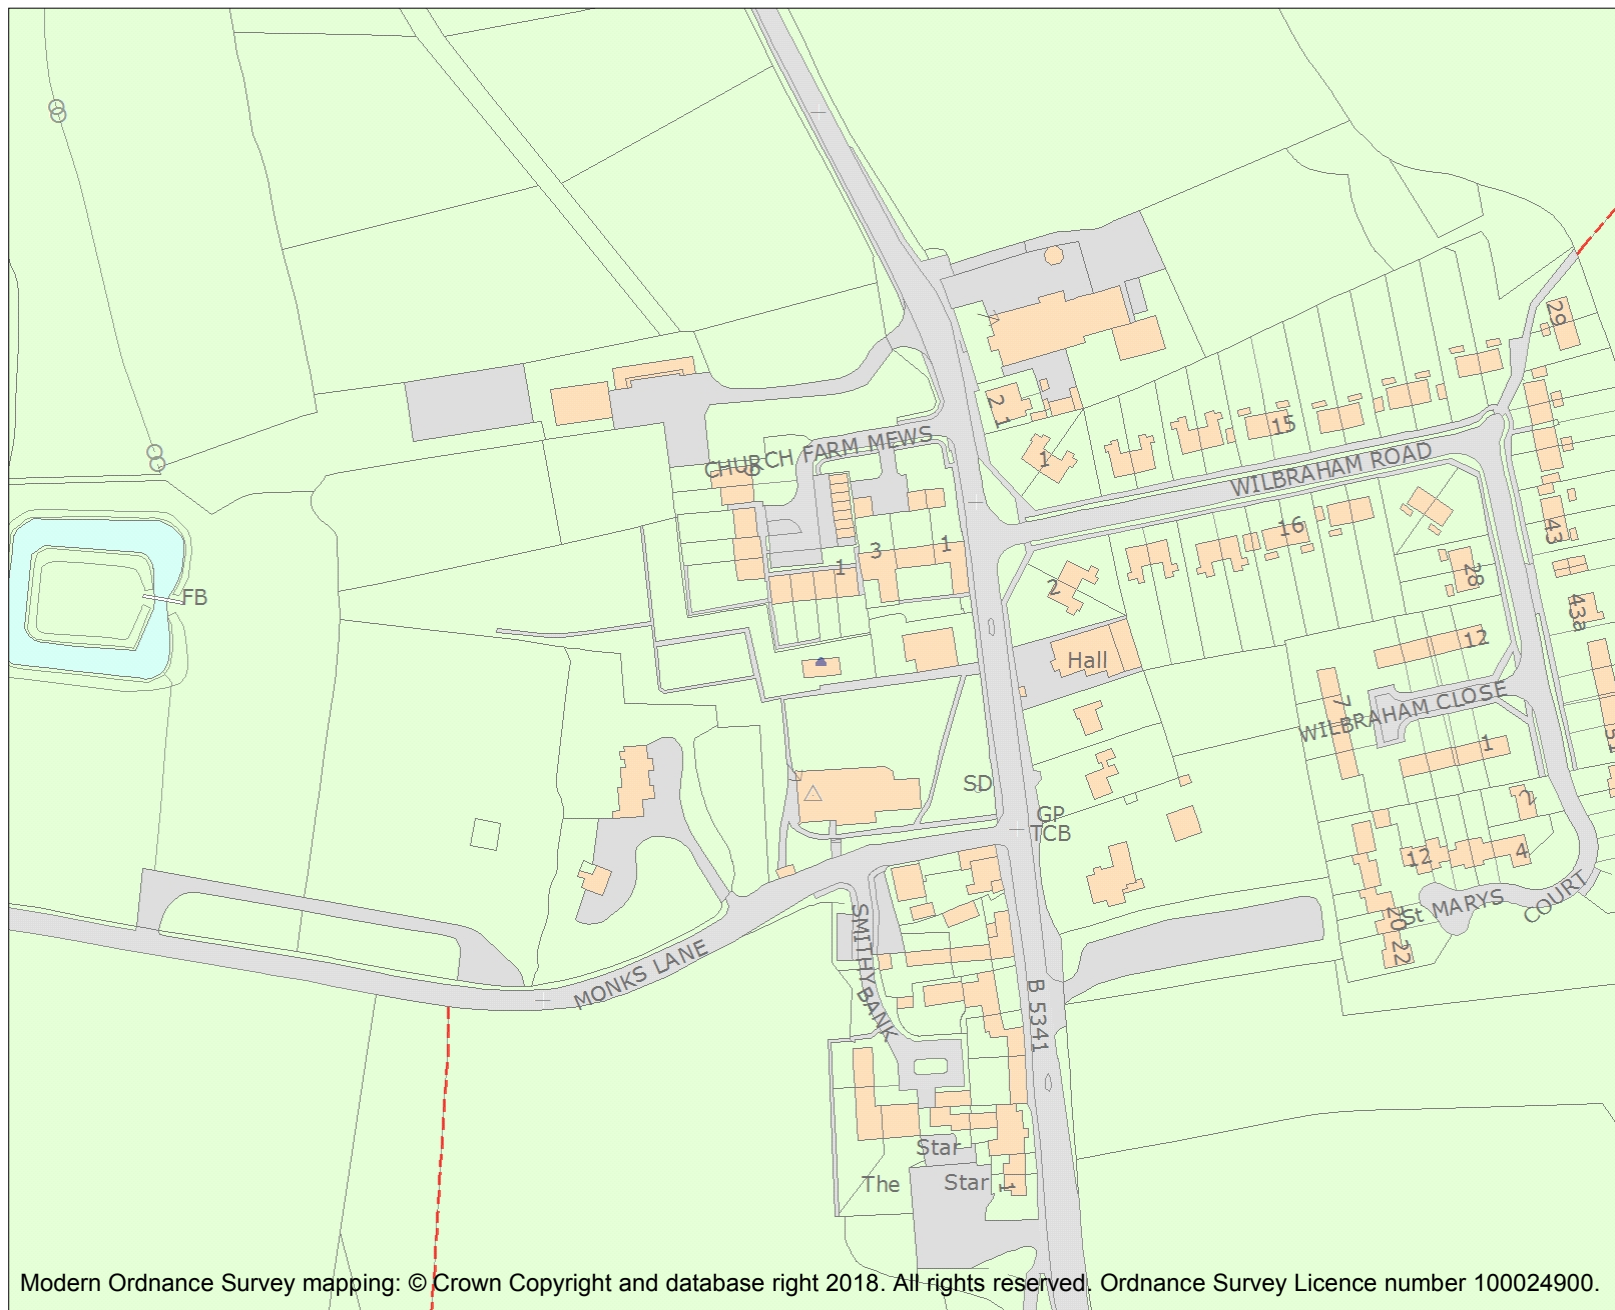 29
2 1
15
CHURCH FARM MEWS
9
1
WILBRAHAM ROAD
16
43
1
3
1
28
2
FB
43a
12
Hall
7
WILBRAHAM CLOSE
1
51
SD
2
GP
TCB
4
12
St MARYS
COURT
20 22
SMITHY
BANK
MONKS LANE
B 5341
Star
The
Star
1
Modern Ordnance Survey mapping: © Crown Copyright and database right 2018. All rights reserved. Ordnance Survey Licence number 100024900.